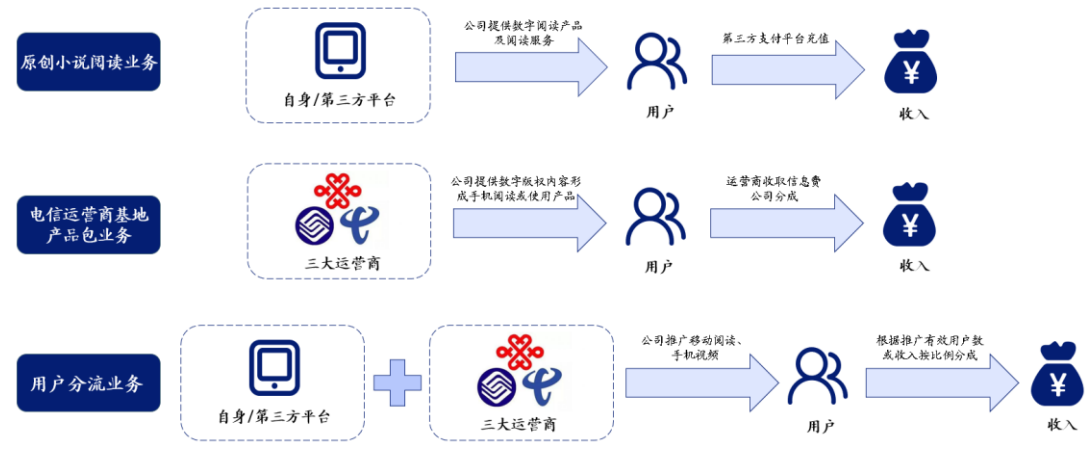 原创小说阅读业务
自身/第三方平台
公司提供数字阅读产品
及阅读服务
用户
第三方支付平台充值
¥
收入
电信运营商基地
产品包业务
三大运营商
公司提供数字版权内容形
成手机阅读或使用产品
用户
运营商收取信息费
公司分成
¥
收入
用户分流业务
自身/第三方平台
三大运营商
公司推广移动阅读、
手机视频
用户
根据推广有效用户数
或收入按比例分成
¥
收入